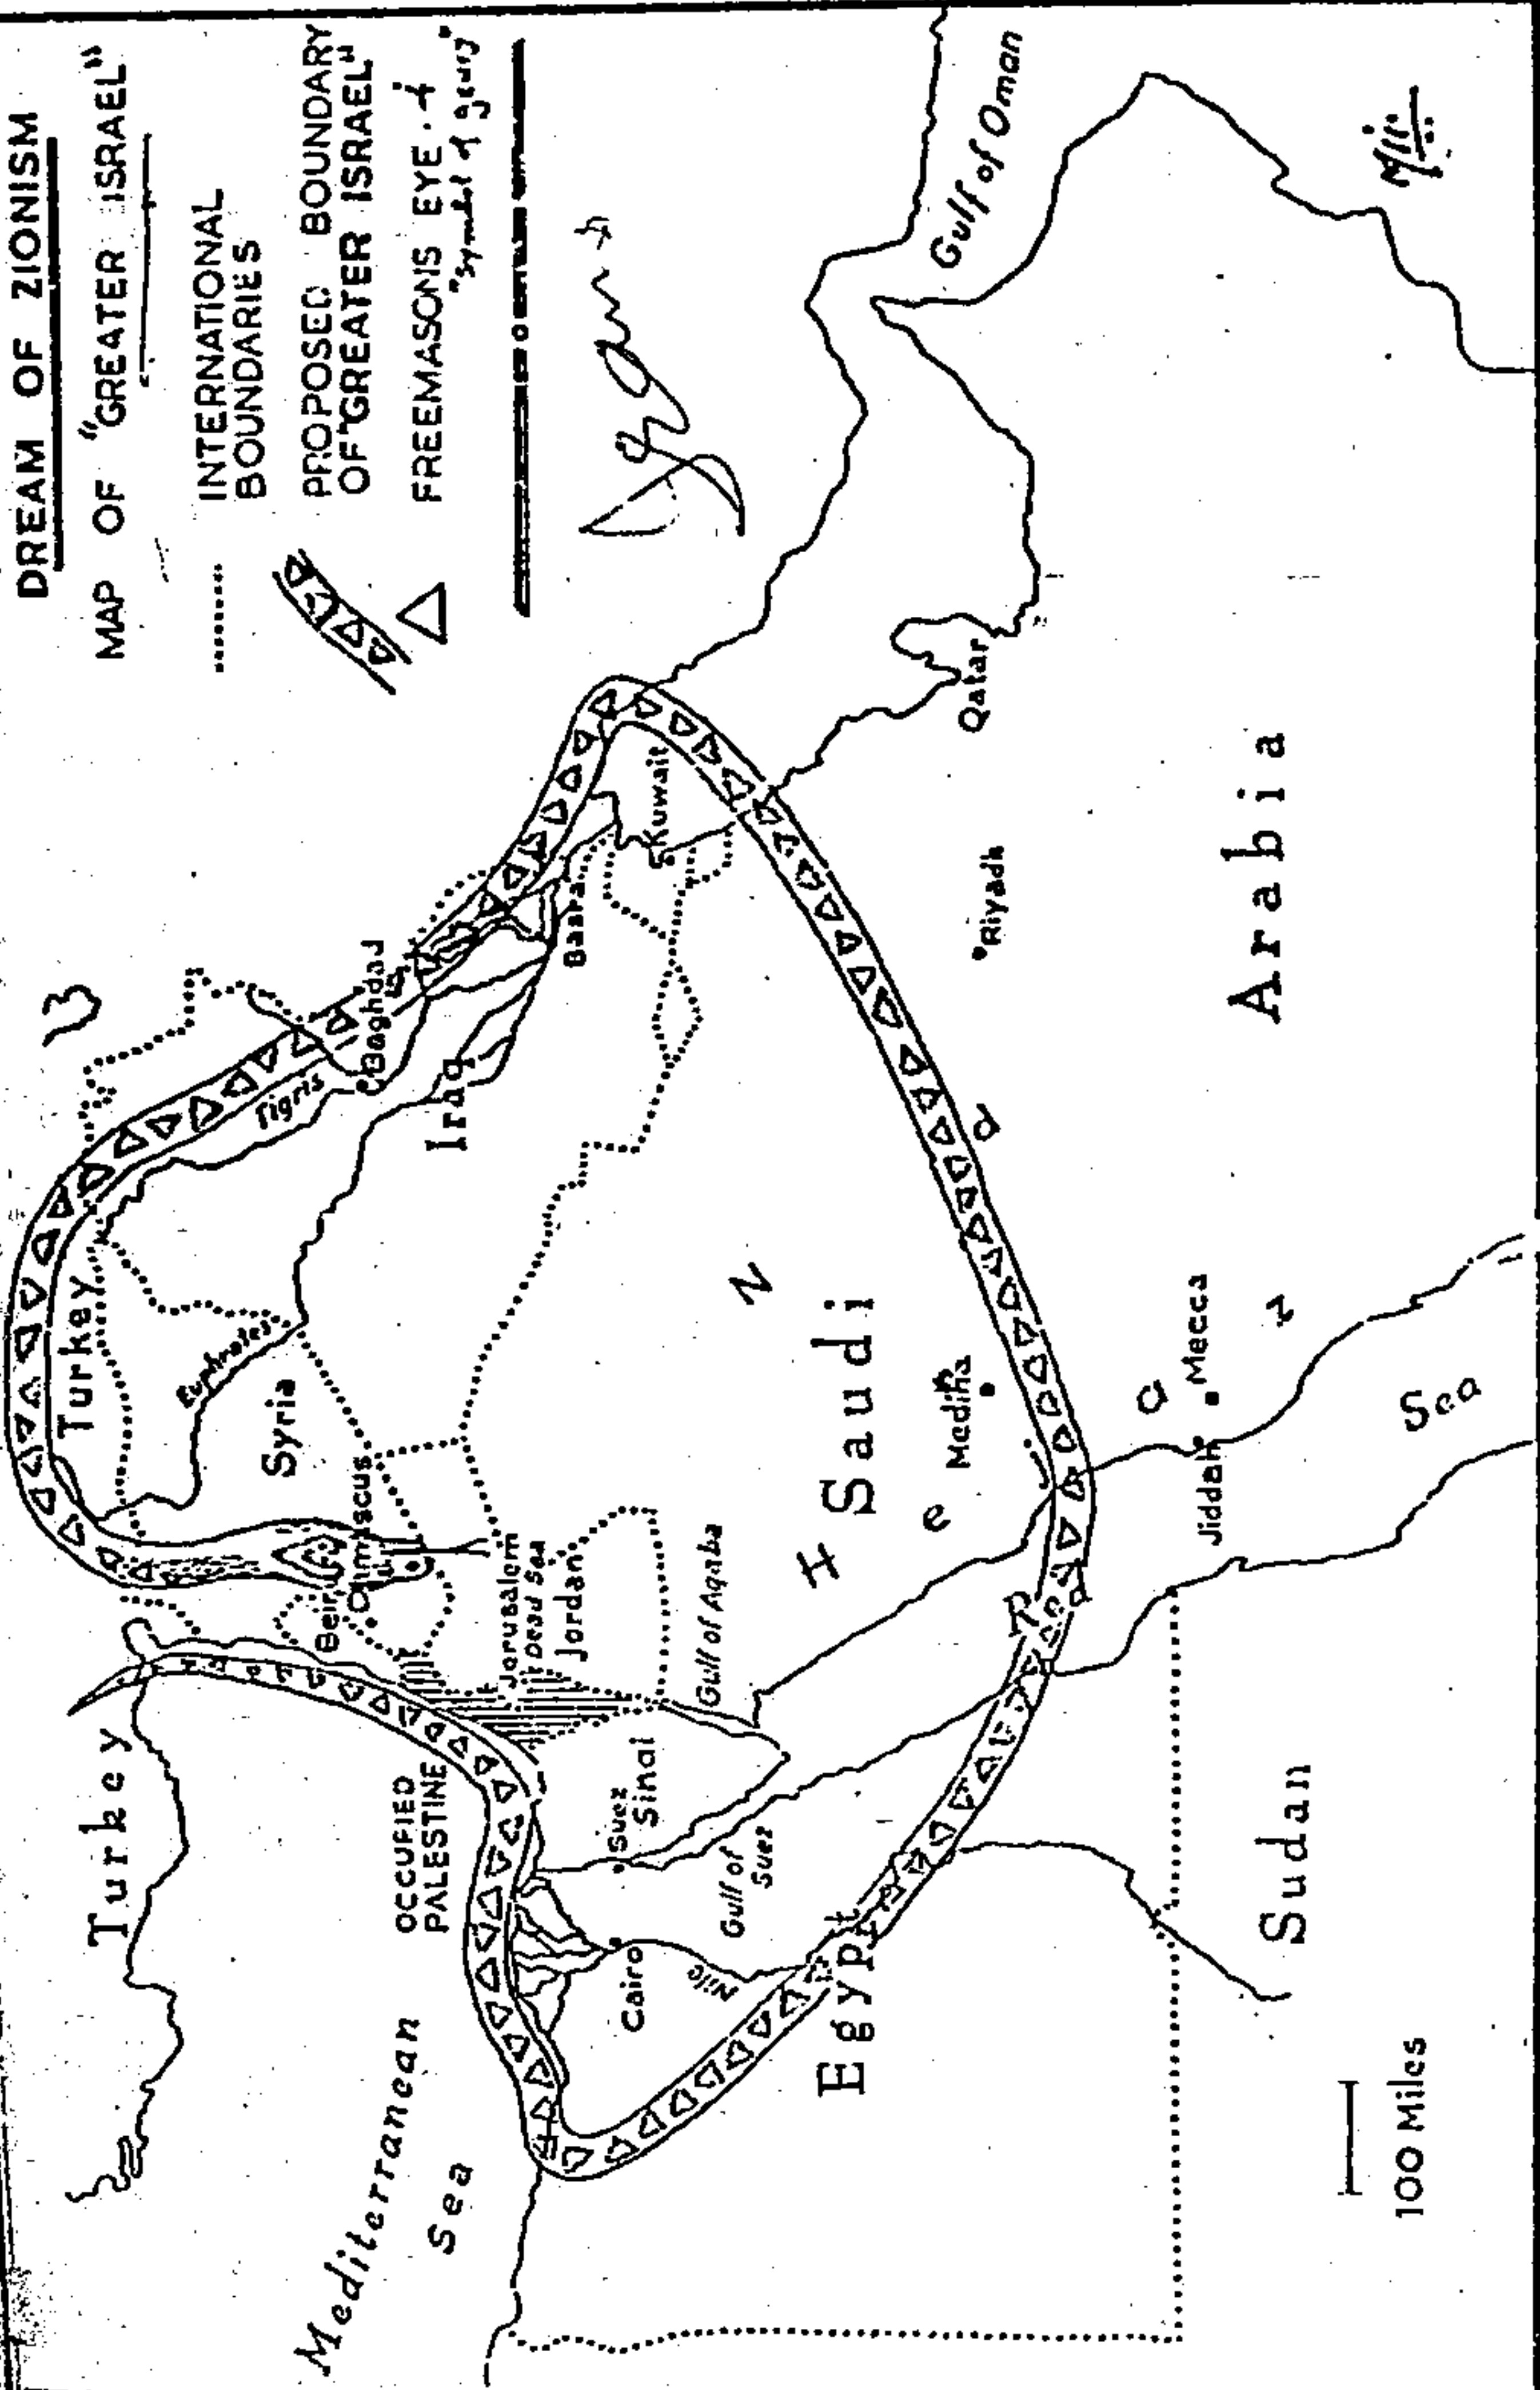 DREAM OF ZIONISM
MAP OF "GREATER ISRAEL"
INTERNATIONAL
BOUNDARIES
PROPOSED BOUNDARY
OF "GREATER ISRAEL"
FREEMASONS EYE
"Symbol of
Turkey
Turkey
Mediterranean
Sea
OCCUPIED
PALESTINE
Syria
Euphrates
Tigris
Baghdad
Iraq
Basra
Kuwait
Damascus
Jerusalem
Dead Sea
Jordan
Gulf of Aqaba
Suez
Sinai
Gulf of
Suez
Cairo
Nile
Egypt
Saudi
Arabia
Medina
Mecca
Jiddah
Riyadh
Qatar
Gulf of Oman
Red
Sea
Sudan
100 Miles